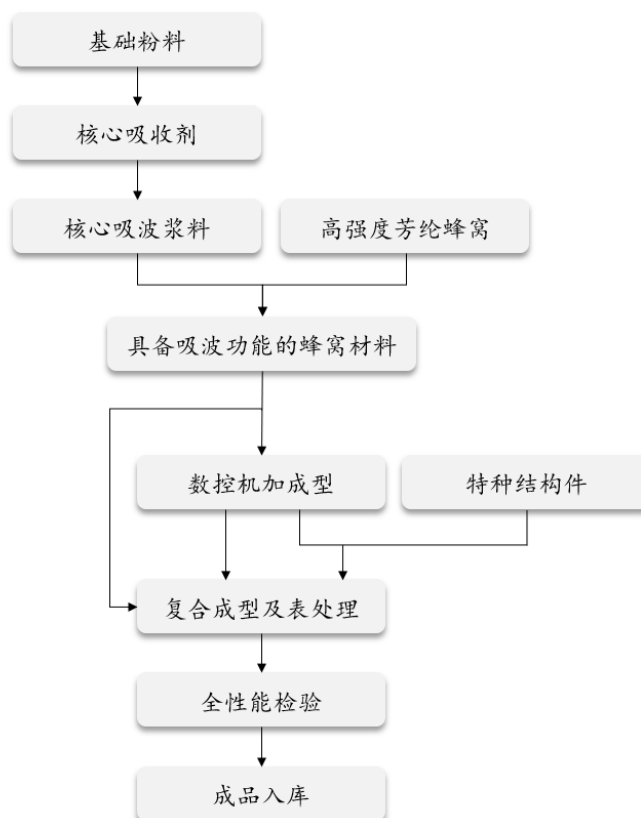 基础粉料
核心吸收剂
核心吸波浆料
高强度芳纶蜂窝
具备吸波功能的蜂窝材料
数控机加成型
特种结构件
复合成型及表处理
全性能检验
成品入库